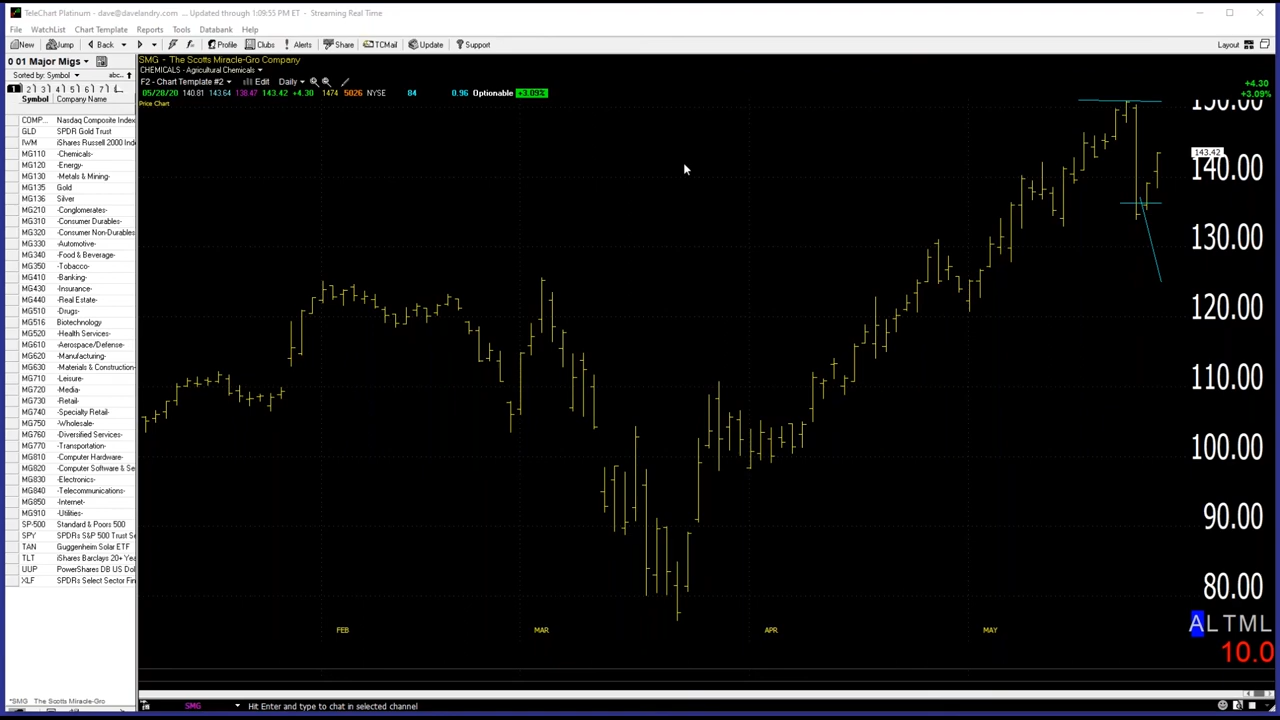 TeleChart Platinum - dave@davelandry.com ... Updated through 1:09:55 PM ET - Streaming Real Time
File WatchList Chart Template Reports Tools Databank Help
New Jump Back Profile Clubs Alerts Share TCMail Update Support Layout
0 01 Major Migs
Sorted by: Symbol abc..
1 2 3 4 5 6 7
Symbol Company Name
COMP... Nasdaq Composite Index
GLD SPDR Gold Trust
IWM iShares Russell 2000 Ind
MG110 -Chemicals-
MG120 -Energy-
MG130 -Metals & Mining-
MG135 Gold
MG136 Silver
MG210 -Conglomerates-
MG310 -Consumer Durables-
MG320 -Consumer Non-Durables-
MG330 -Automotive-
MG340 -Food & Beverage-
MG350 -Tobacco-
MG410 -Banking-
MG430 -Insurance-
MG440 -Real Estate-
MG510 -Drugs-
MG516 Biotechnology
MG520 -Health Services-
MG610 -Aerospace/Defense-
MG620 -Manufacturing-
MG630 -Materials & Construction-
MG710 -Leisure-
MG720 -Media-
MG730 -Retail-
MG740 -Specialty Retail-
MG750 -Wholesale-
MG760 -Diversified Services-
MG770 -Transportation-
MG810 -Computer Hardware-
MG820 -Computer Software & Se
MG830 -Electronics-
MG840 -Telecommunications-
MG850 -Internet-
MG910 -Utilities-
SP-500 Standard & Poors 500
SPY SPDRs S&P 500 Trust Se
TAN Guggenheim Solar ETF
TLT iShares Barclays 20+ Yea
UUP PowerShares DB US Dol
XLF SPDRs Select Sector Fin
*SMG The Scotts Miracle-Gro
SMG - The Scotts Miracle-Gro Company
CHEMICALS - Agricultural Chemicals
F2 - Chart Template #2 Edit Daily
05/28/20 140.81 143.64 138.47 143.42 +4.30 1474 5026 NYSE 84 0.96 Optionable +3.09%
Price Chart
+4.30
+3.09%
150.00
143.42
140.00
130.00
120.00
110.00
100.00
90.00
80.00
FEB MAR APR MAY
ALTML
10.0
SMG Hit Enter and type to chat in selected channel